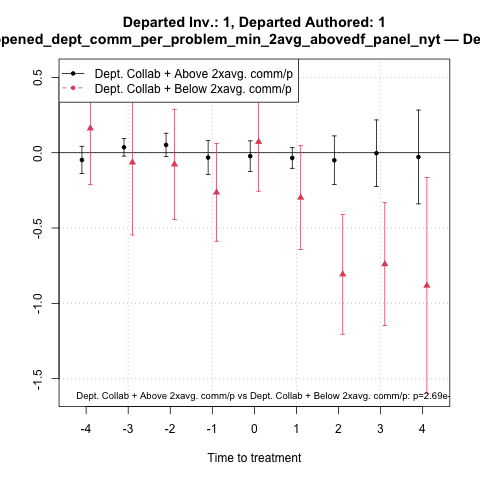 Departed Inv.: 1, Departed Authored: 1
opened_dept_comm_per_problem_min_2avg_abovedf_panel_nyt — De
Dept. Collab + Above 2xavg. comm/p
Dept. Collab + Below 2xavg. comm/p
0.5
0.0
-0.5
-1.0
-1.5
Dept. Collab + Above 2xavg. comm/p vs Dept. Collab + Below 2xavg. comm/p: p=2.69e-
-4 -3 -2 -1 0 1 2 3 4
Time to treatment